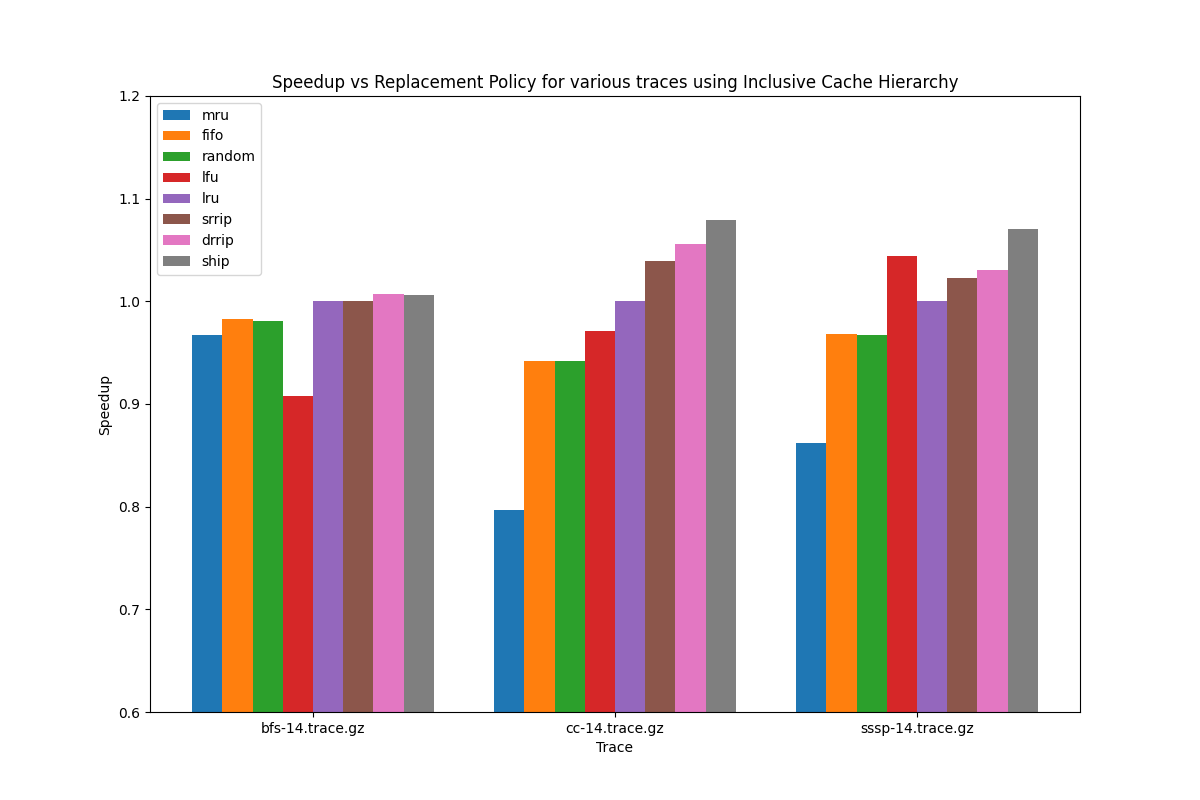 Speedup vs Replacement Policy for various traces using Inclusive Cache Hierarchy
1.2
1.1
1.0
0.9
0.8
0.7
0.6
Speedup
mru
fifo
random
lfu
lru
srrip
drrip
ship
bfs-14.trace.gz
cc-14.trace.gz
sssp-14.trace.gz
Trace